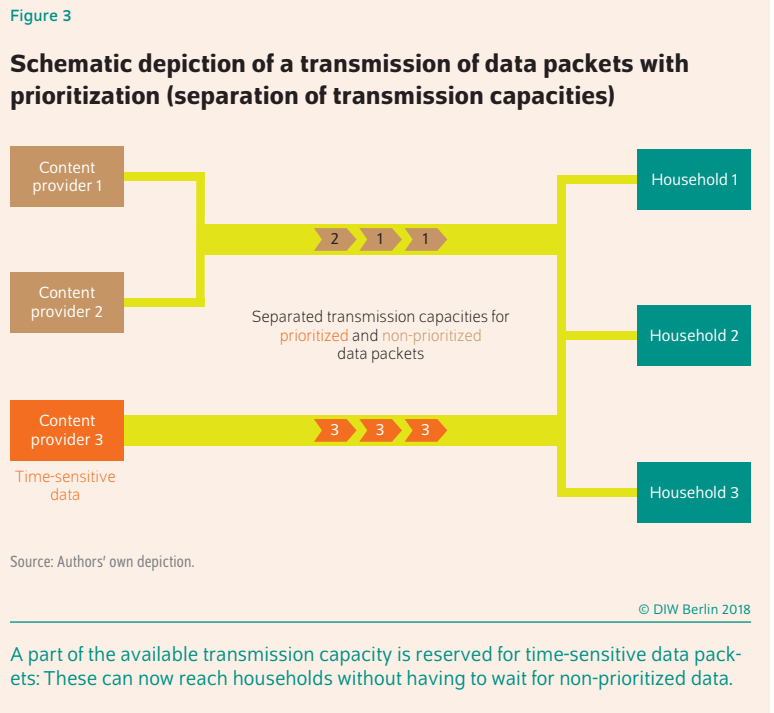 Figure 3
Schematic depiction of a transmission of data packets with
prioritization (separation of transmission capacities)
Content
provider 1
Household 1
2 1 1
Content
provider 2
Separated transmission capacities for
prioritized and non-prioritized
data packets
Household 2
Content
provider 3
3 3 3
Time-sensitive
data
Household 3
Source: Authors' own depiction.
© DIW Berlin 2018
A part of the available transmission capacity is reserved for time-sensitive data pack-
ets: These can now reach households without having to wait for non-prioritized data.